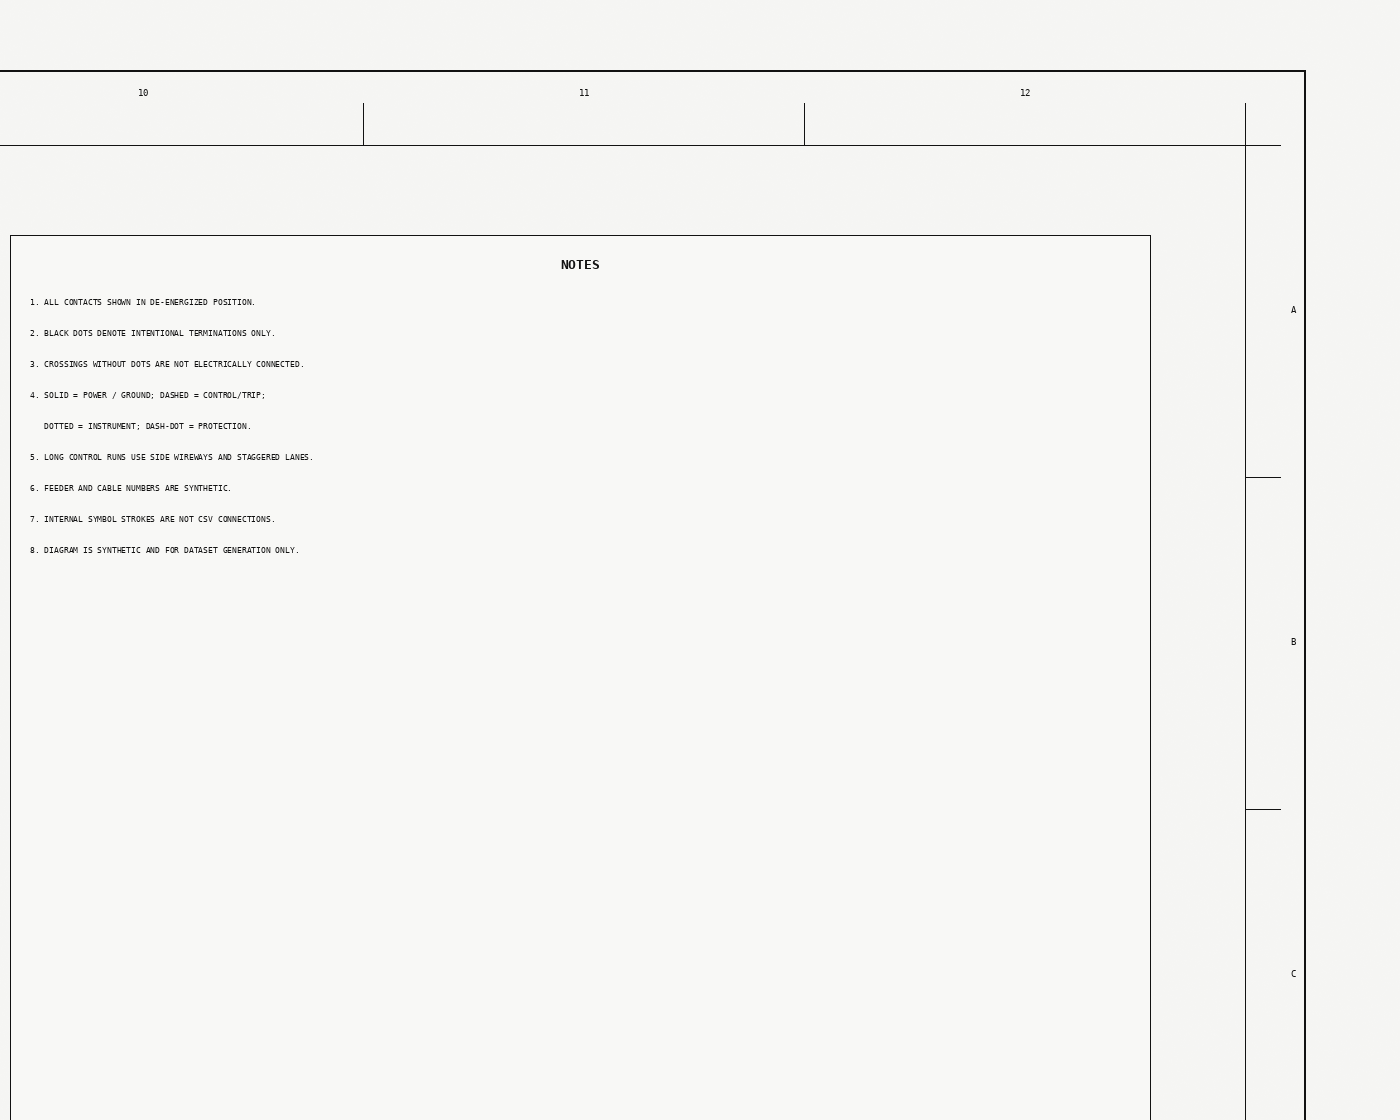 10 11 12
NOTES
1. ALL CONTACTS SHOWN IN DE-ENERGIZED POSITION.
A
2. BLACK DOTS DENOTE INTENTIONAL TERMINATIONS ONLY.
3. CROSSINGS WITHOUT DOTS ARE NOT ELECTRICALLY CONNECTED.
4. SOLID = POWER / GROUND; DASHED = CONTROL/TRIP;
DOTTED = INSTRUMENT; DASH-DOT = PROTECTION.
5. LONG CONTROL RUNS USE SIDE WIREWAYS AND STAGGERED LANES.
6. FEEDER AND CABLE NUMBERS ARE SYNTHETIC.
7. INTERNAL SYMBOL STROKES ARE NOT CSV CONNECTIONS.
8. DIAGRAM IS SYNTHETIC AND FOR DATASET GENERATION ONLY.
B
C